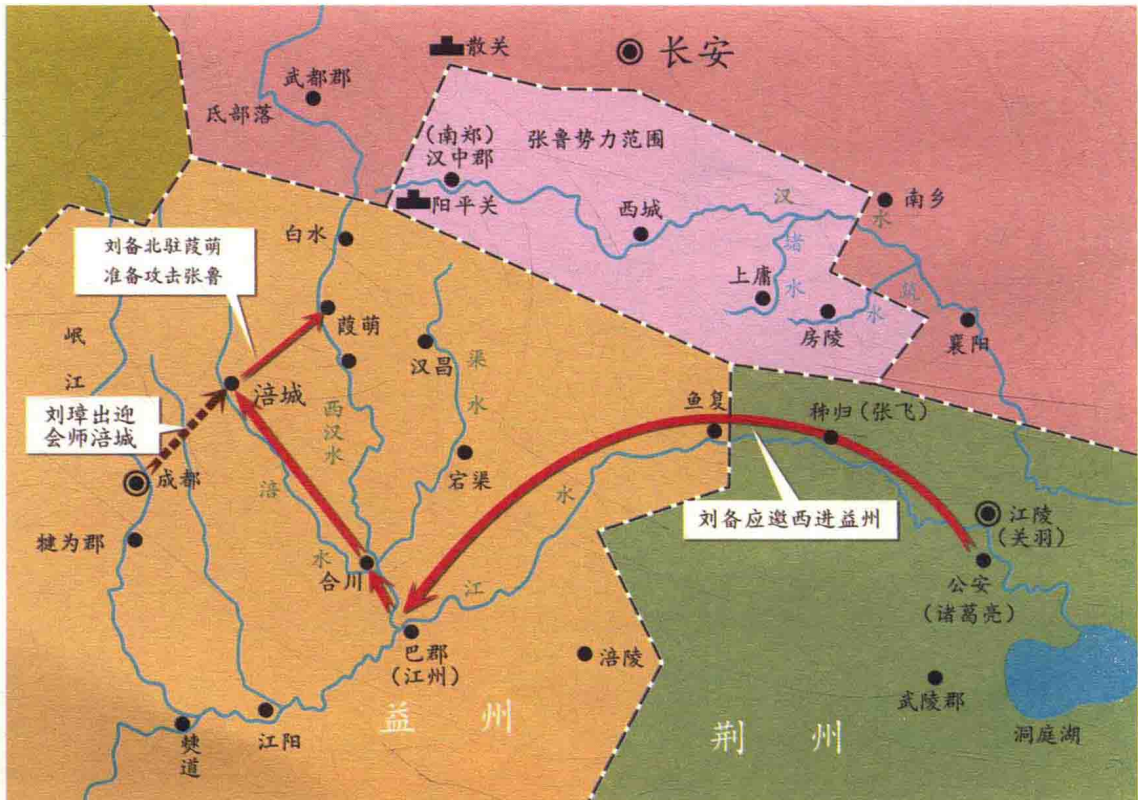 散关
长安
武都郡
氐部落
(南郑)
汉中郡
张鲁势力范围
阳平关
西城
汉
水
南乡
堵
水
上庸
房陵
筑
水
襄阳
白水
刘备北驻葭萌
准备攻击张鲁
葭萌
岷
江
汉昌
渠
水
涪城
刘璋出迎
会师涪城
西
汉
水
鱼复
秭归(张飞)
成都
涪
水
宕渠
水
江
刘备应邀西进益州
江陵
(关羽)
犍为郡
合川
公安
(诸葛亮)
巴郡
(江州)
涪陵
武陵郡
益州
荆州
洞庭湖
江阳
僰道